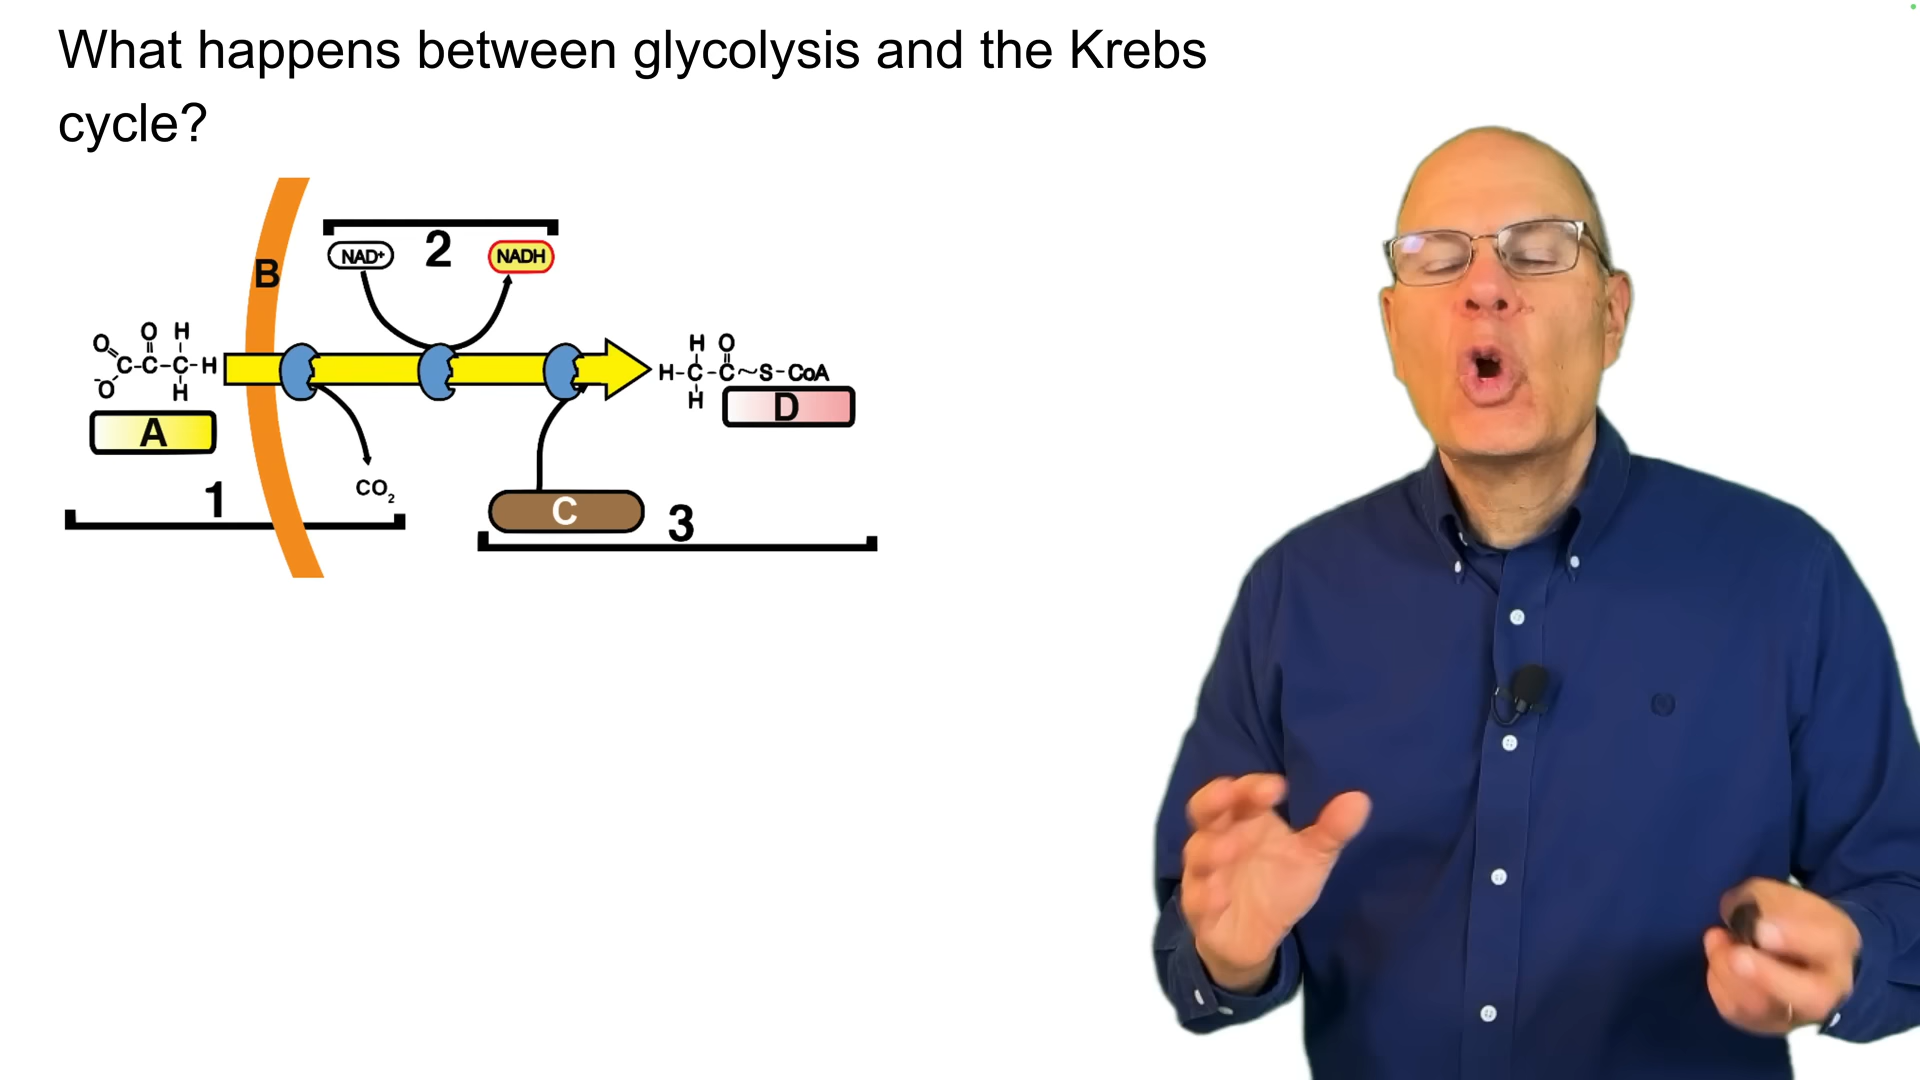 What happens between glycolysis and the Krebs
cycle?
B
NAD⁺
2
NADH
O
O H
C-C-C-H
⁻O
H
A
1
CO₂
H O
H-C-C~S-CoA
H
D
C
3